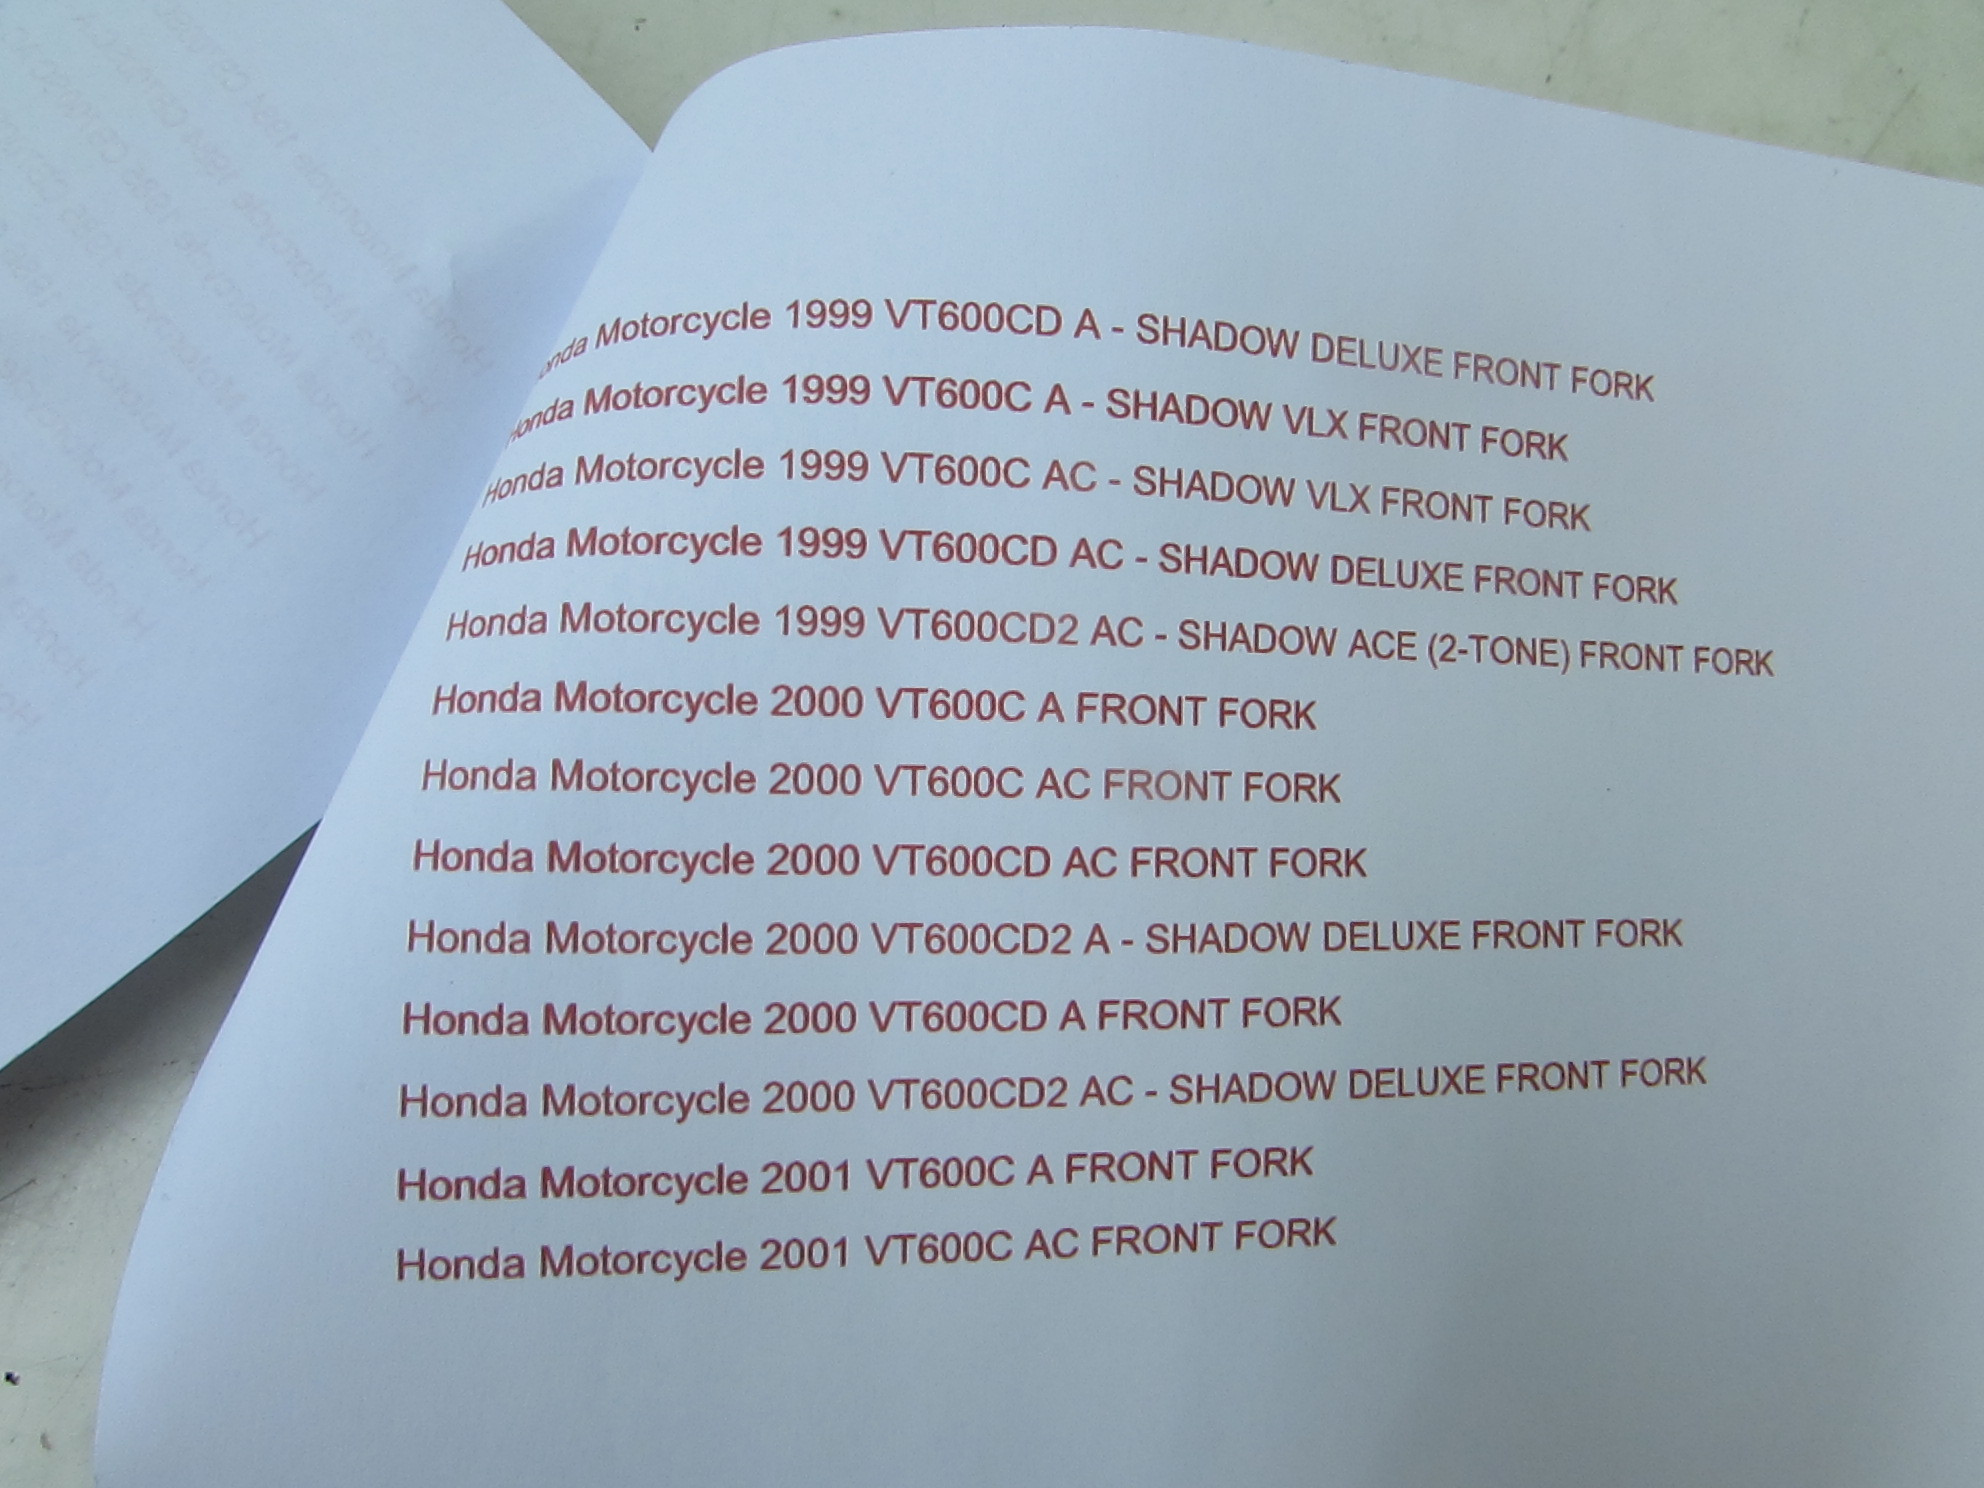 Honda Motorcycle 1999 VT600CD A - SHADOW DELUXE FRONT FORK
Honda Motorcycle 1999 VT600C A - SHADOW VLX FRONT FORK
Honda Motorcycle 1999 VT600C AC - SHADOW VLX FRONT FORK
Honda Motorcycle 1999 VT600CD AC - SHADOW DELUXE FRONT FORK
Honda Motorcycle 1999 VT600CD2 AC - SHADOW ACE (2-TONE) FRONT FORK
Honda Motorcycle 2000 VT600C A FRONT FORK
Honda Motorcycle 2000 VT600C AC FRONT FORK
Honda Motorcycle 2000 VT600CD AC FRONT FORK
Honda Motorcycle 2000 VT600CD2 A - SHADOW DELUXE FRONT FORK
Honda Motorcycle 2000 VT600CD A FRONT FORK
Honda Motorcycle 2000 VT600CD2 AC - SHADOW DELUXE FRONT FORK
Honda Motorcycle 2001 VT600C A FRONT FORK
Honda Motorcycle 2001 VT600C AC FRONT FORK